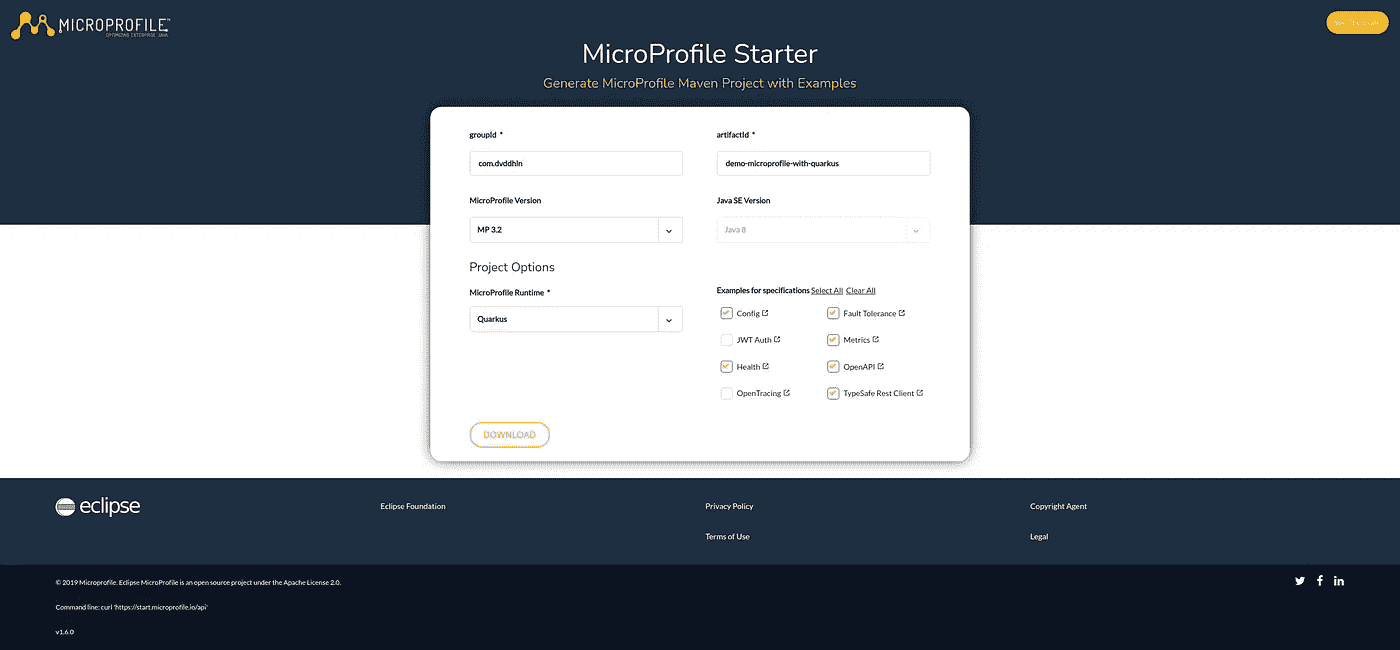 MICROPROFILE™
OPTIMIZING ENTERPRISE JAVA
MicroProfile Starter
Generate MicroProfile Maven Project with Examples
groupId *
artifactId *
com.dvddhln
demo-microprofile-with-quarkus
MicroProfile Version
Java SE Version
MP 3.2
Java 8
Project Options
MicroProfile Runtime *
Examples for specifications Select All Clear All
Quarkus
Config
Fault Tolerance
JWT Auth
Metrics
Health
OpenAPI
OpenTracing
TypeSafe Rest Client
DOWNLOAD
eclipse
Eclipse Foundation
Privacy Policy
Copyright Agent
Terms of Use
Legal
© 2019 Microprofile. Eclipse MicroProfile is an open source project under the Apache License 2.0.
Command line: curl 'https://start.microprofile.io/api'
v1.6.0